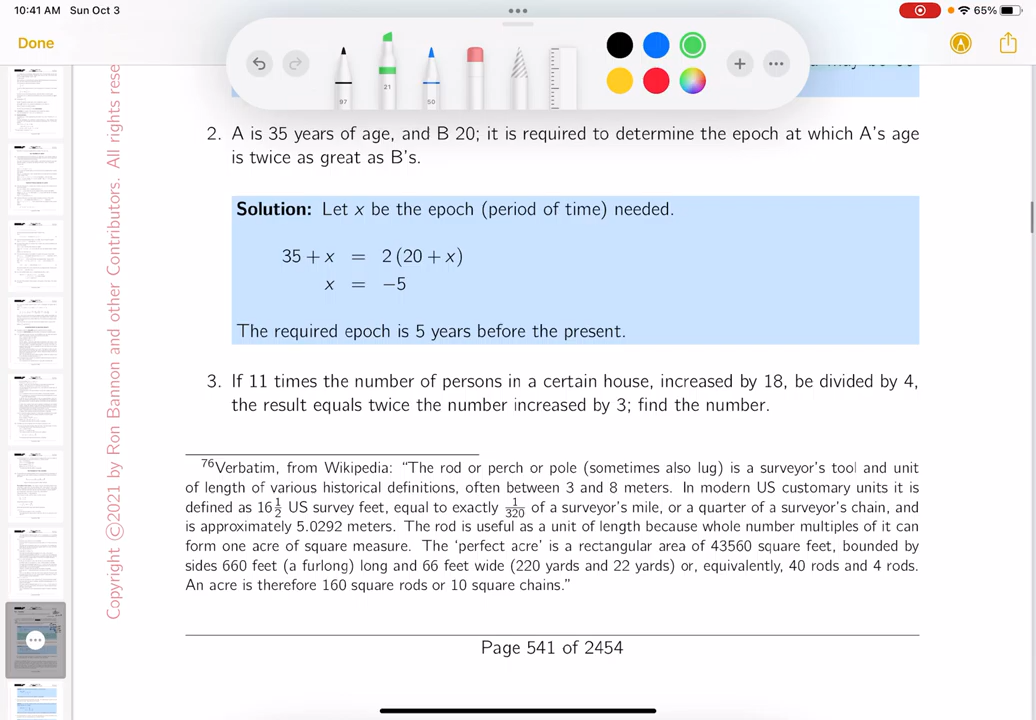 10:41 AM Sun Oct 3
65%
Done
97
21
50
2. A is 35 years of age, and B 20; it is required to determine the epoch at which A's age
is twice as great as B's.
Solution: Let x be the epoch (period of time) needed.
35 + x = 2 (20 + x)
x = −5
The required epoch is 5 years before the present.
3. If 11 times the number of persons in a certain house, increased by 18, be divided by 4,
the result equals twice the number increased by 3; find the number.
76Verbatim, from Wikipedia: “The rod or perch or pole (sometimes also lug) is a surveyor's tool and unit
of length of various historical definitions, often between 3 and 8 meters. In modern US customary units it is
defined as 16 1/2 US survey feet, equal to exactly 1/320 of a surveyor's mile, or a quarter of a surveyor's chain, and
is approximately 5.0292 meters. The rod is useful as a unit of length because whole number multiples of it can
form one acre of square measure. The ‘perfect acre’ is a rectangular area of 43560 square feet, bounded by
sides 660 feet (a furlong) long and 66 feet wide (220 yards and 22 yards) or, equivalently, 40 rods and 4 rods.
An acre is therefore 160 square rods or 10 square chains.”
Page 541 of 2454
Copyright ©2021 by Ron Bannon and other Contributors. All rights rese